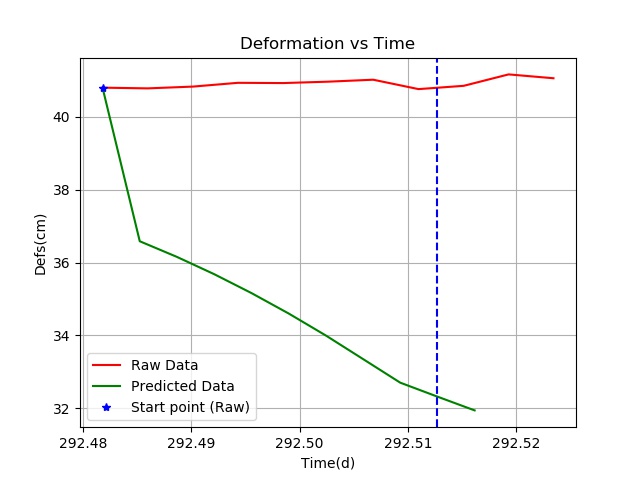 Deformation vs Time
Defs(cm)
40
38
36
34
32
Raw Data
Predicted Data
Start point (Raw)
292.48 292.49 292.50 292.51 292.52
Time(d)